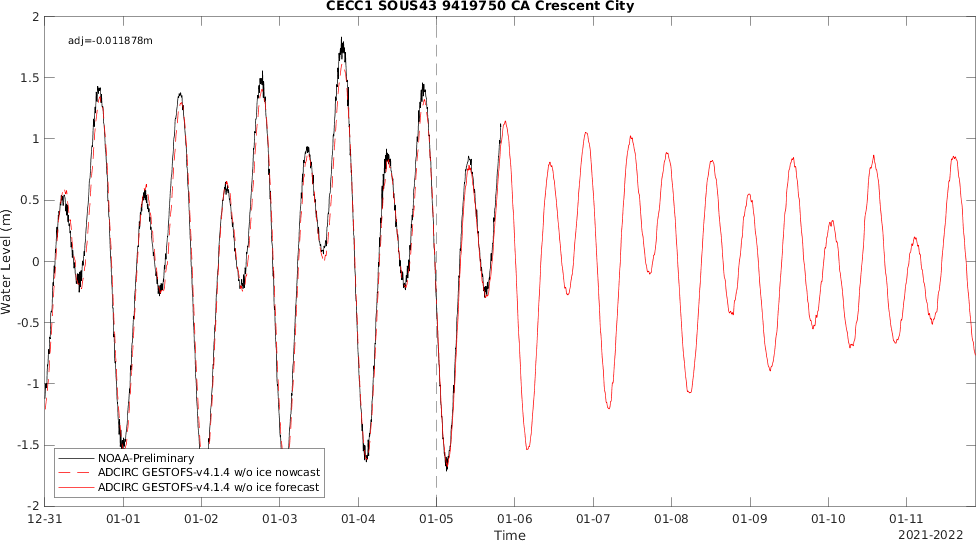 CECC1 SOUS43 9419750 CA Crescent City
adj=-0.011878m
2
1.5
1
0.5
0
-0.5
-1
-1.5
-2
Water Level (m)
NOAA-Preliminary
ADCIRC GESTOFS-v4.1.4 w/o ice nowcast
ADCIRC GESTOFS-v4.1.4 w/o ice forecast
12-31 01-01 01-02 01-03 01-04 01-05 01-06 01-07 01-08 01-09 01-10 01-11
Time
2021-2022